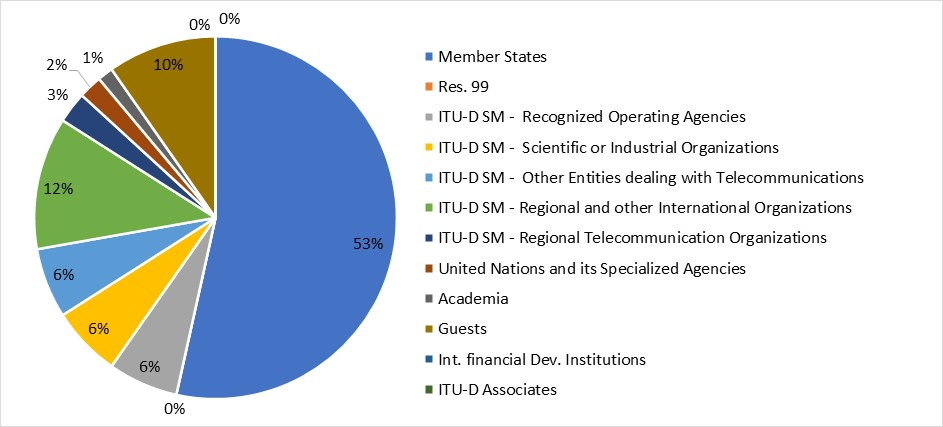 0%
0%
10%
1%
2%
3%
12%
6%
6%
6%
0%
53%
Member States
Res. 99
ITU-D SM -  Recognized Operating Agencies
ITU-D SM -  Scientific or Industrial Organizations
ITU-D SM -  Other Entities dealing with Telecommunications
ITU-D SM - Regional and other International Organizations
ITU-D SM - Regional Telecommunication Organizations
United Nations and its Specialized Agencies
Academia
Guests
Int. financial Dev. Institutions
ITU-D Associates